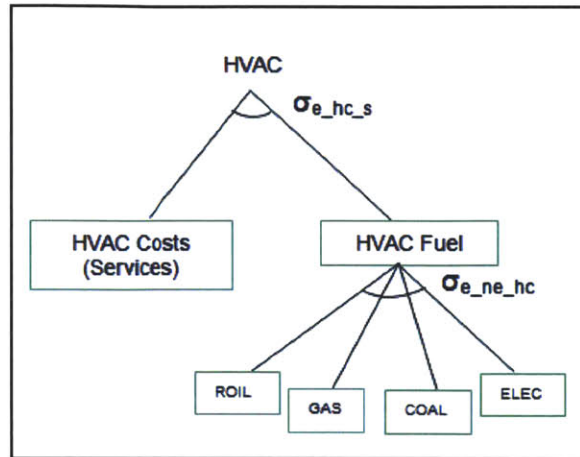 HVAC
σe_hc_s
HVAC Costs
(Services)
HVAC Fuel
σe_ne_hc
ROIL
GAS
COAL
ELEC